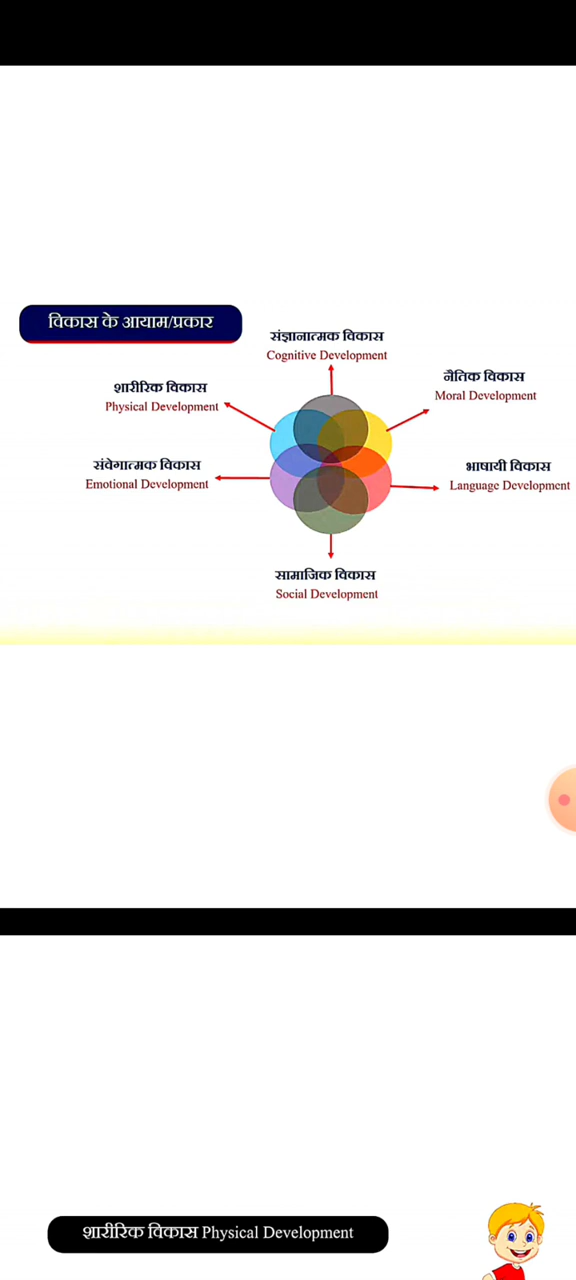 विकास के आयाम/प्रकार
संज्ञानात्मक विकास
Cognitive Development
नैतिक विकास
Moral Development
शारीरिक विकास
Physical Development
संवेगात्मक विकास
Emotional Development
भाषायी विकास
Language Development
सामाजिक विकास
Social Development
शारीरिक विकास Physical Development